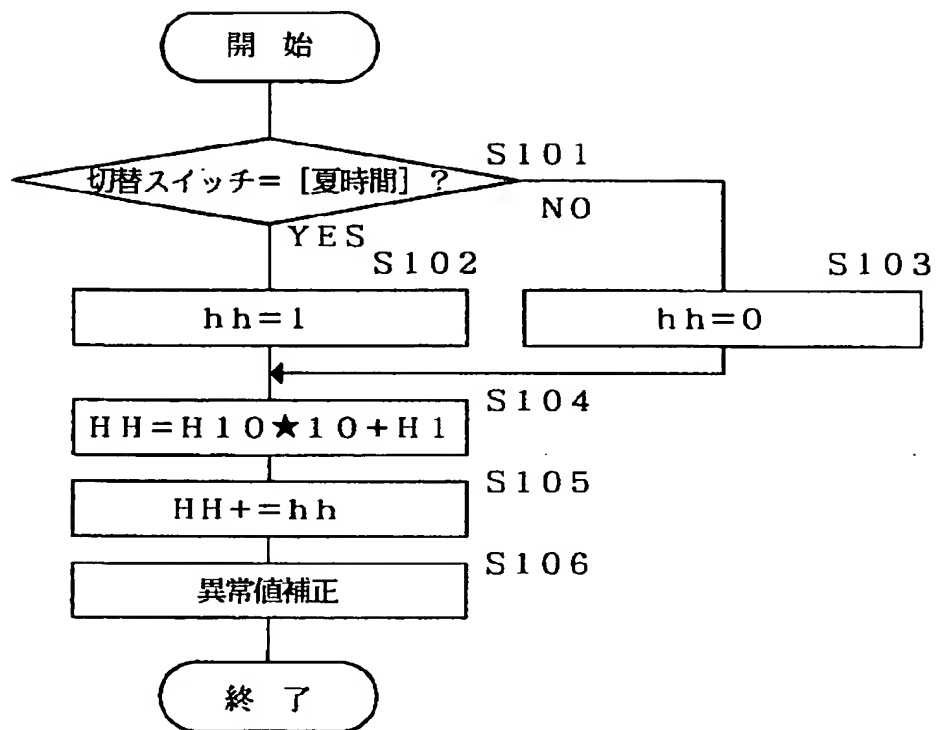 開 始
S101
切替スイッチ=[夏時間]?
NO
YES
S102
S103
hh=1
hh=0
S104
HH=H10★10+H1
S105
HH+=hh
S106
異常値補正
終 了